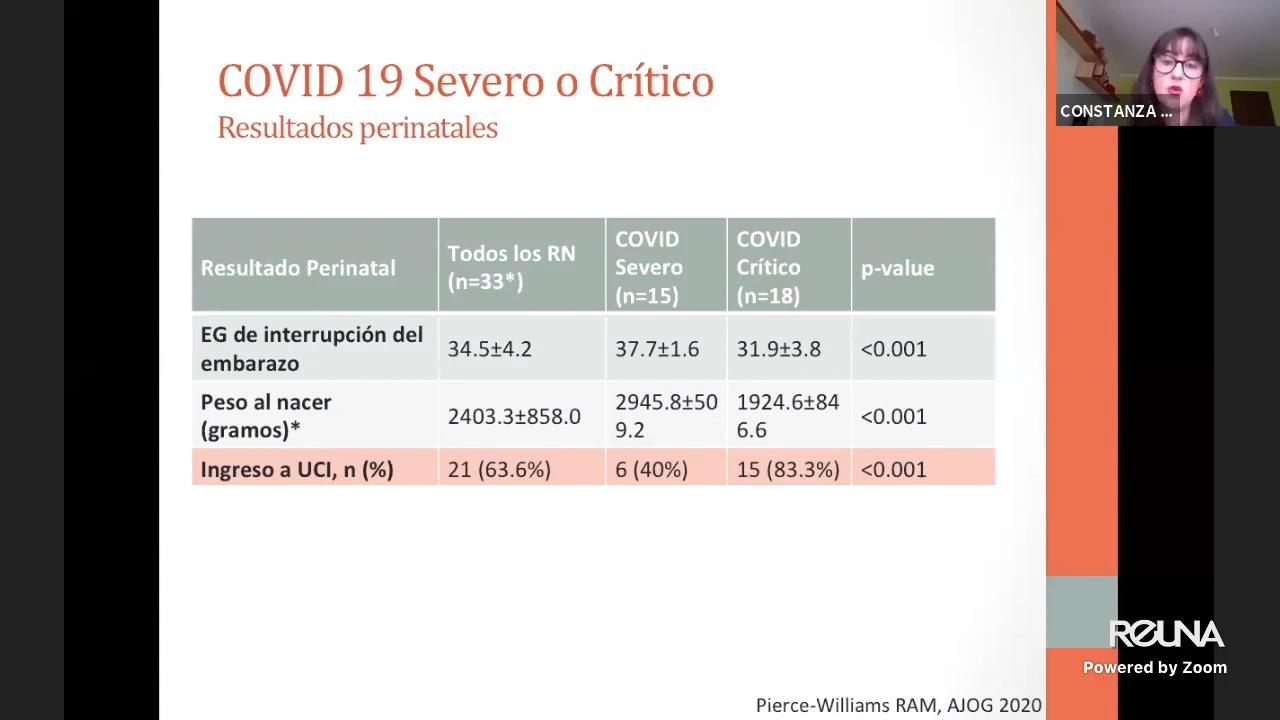 COVID 19 Severo o Crítico
Resultados perinatales
CONSTANZA ...
Resultado Perinatal
Todos los RN
(n=33*)
COVID
Severo
(n=15)
COVID
Crítico
(n=18)
p-value
EG de interrupción del
embarazo
34.5±4.2
37.7±1.6
31.9±3.8
<0.001
Peso al nacer
(gramos)*
2403.3±858.0
2945.8±50
9.2
1924.6±84
6.6
<0.001
Ingreso a UCI, n (%)
21 (63.6%)
6 (40%)
15 (83.3%)
<0.001
REUNA
Powered by Zoom
Pierce-Williams RAM, AJOG 2020